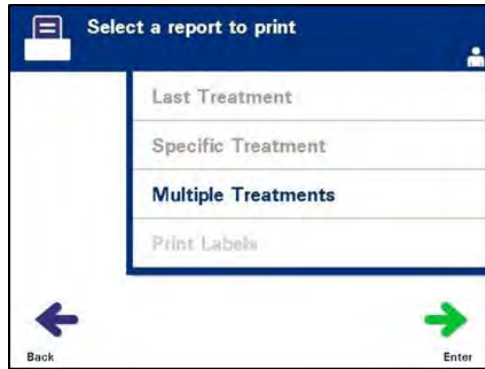 Select a report to print
Last Treatment
Specific Treatment
Multiple Treatments
Print Labels
Back
Enter